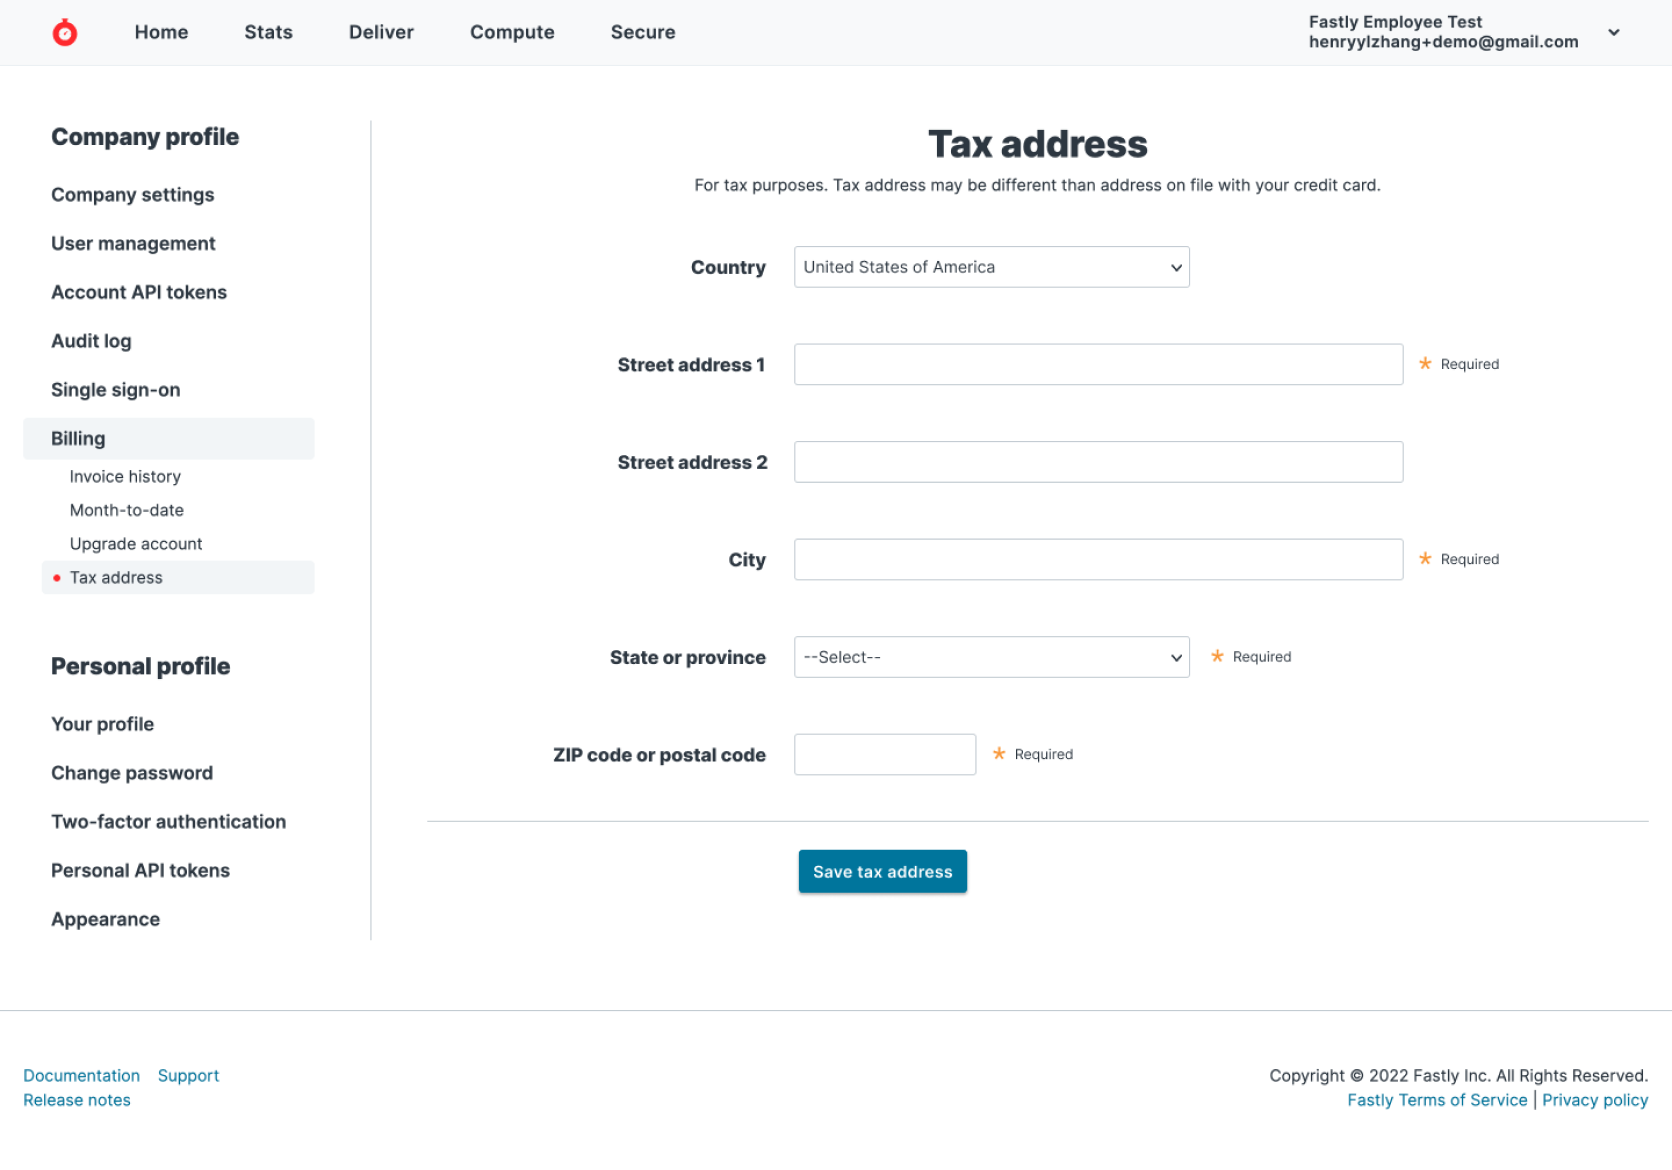 Home Stats Deliver Compute Secure
Fastly Employee Test
henryylzhang+demo@gmail.com
Company profile
Company settings
User management
Account API tokens
Audit log
Single sign-on
Billing
Invoice history
Month-to-date
Upgrade account
Tax address
Personal profile
Your profile
Change password
Two-factor authentication
Personal API tokens
Appearance
Tax address
For tax purposes. Tax address may be different than address on file with your credit card.
Country United States of America
Street address 1 * Required
Street address 2
City * Required
State or province --Select-- * Required
ZIP code or postal code * Required
Save tax address
Documentation Support
Release notes
Copyright © 2022 Fastly Inc. All Rights Reserved.
Fastly Terms of Service | Privacy policy